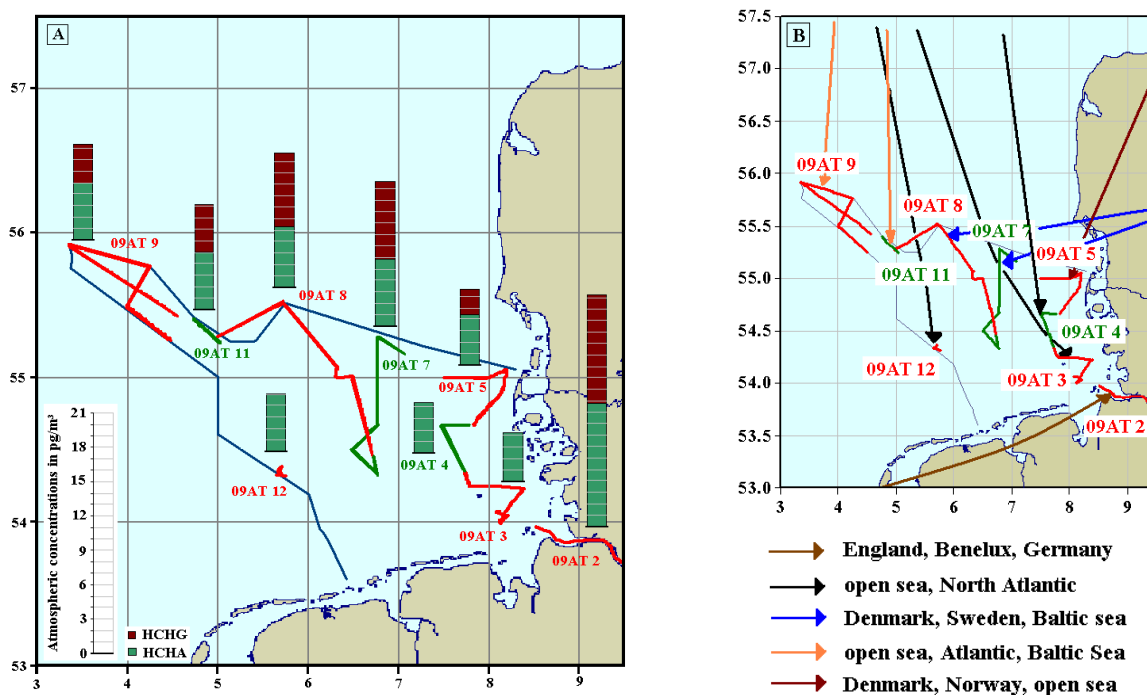 A
57
56
55
54
53
3
4
5
6
7
8
9
09AT 9
09AT 11
09AT 8
09AT 7
09AT 5
09AT 4
09AT 12
09AT 3
09AT 2
Atmospheric concentrations in pg/m³
21
18
15
12
9
6
3
0
HCHG
HCHA
B
57.5
57.0
56.5
56.0
55.5
55.0
54.5
54.0
53.5
53.0
3
4
5
6
7
8
9
09AT 9
09AT 8
09AT 7
09AT 5
09AT 11
09AT 4
09AT 12
09AT 3
09AT 2
England, Benelux, Germany
open sea, North Atlantic
Denmark, Sweden, Baltic sea
open sea, Atlantic, Baltic Sea
Denmark, Norway, open sea